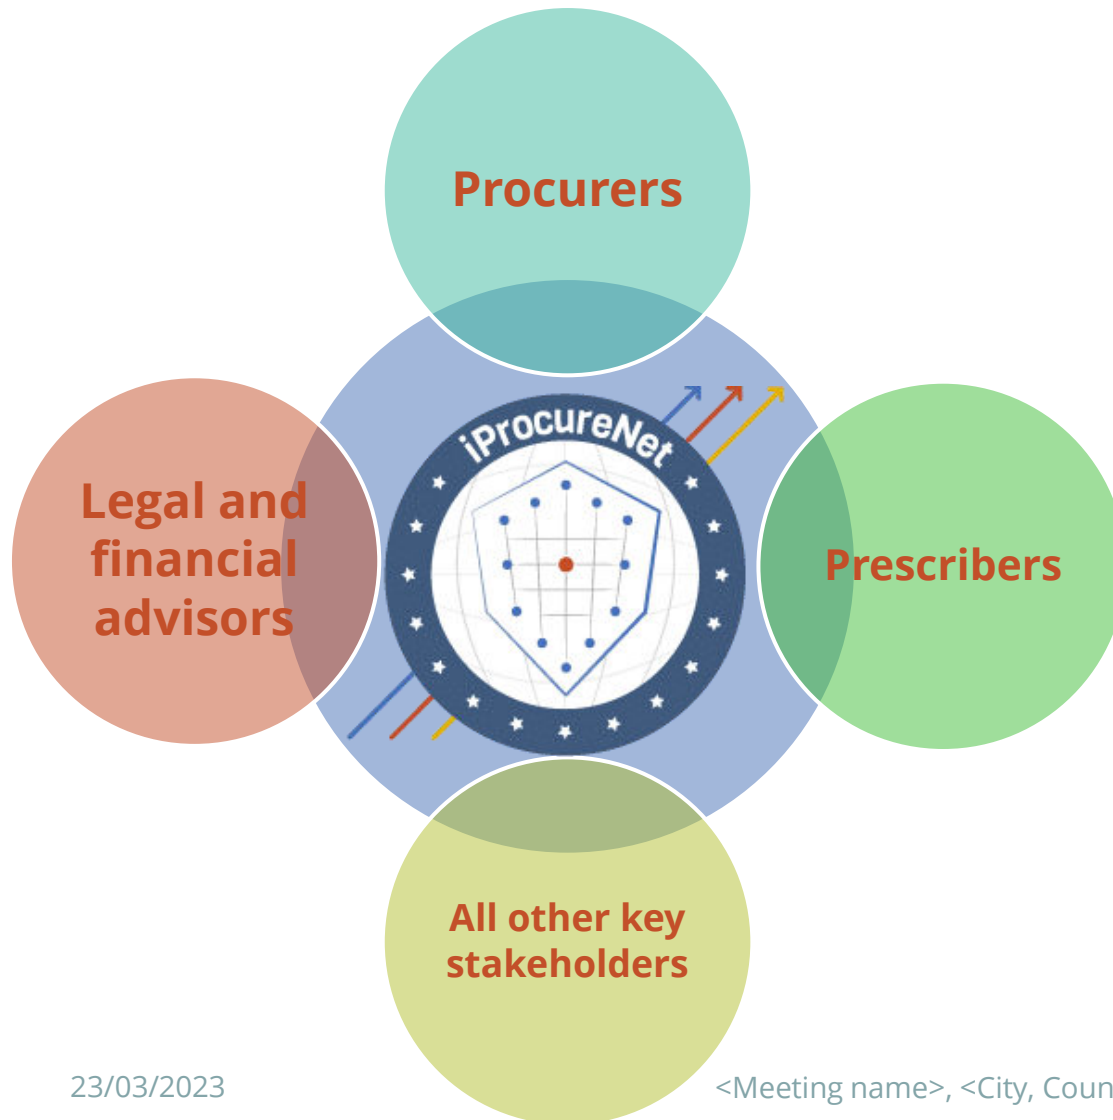 Procurers
iProcureNet
Legal and
financial
advisors
Prescribers
All other key
stakeholders
23/03/2023
<Meeting name>, <City, Coun